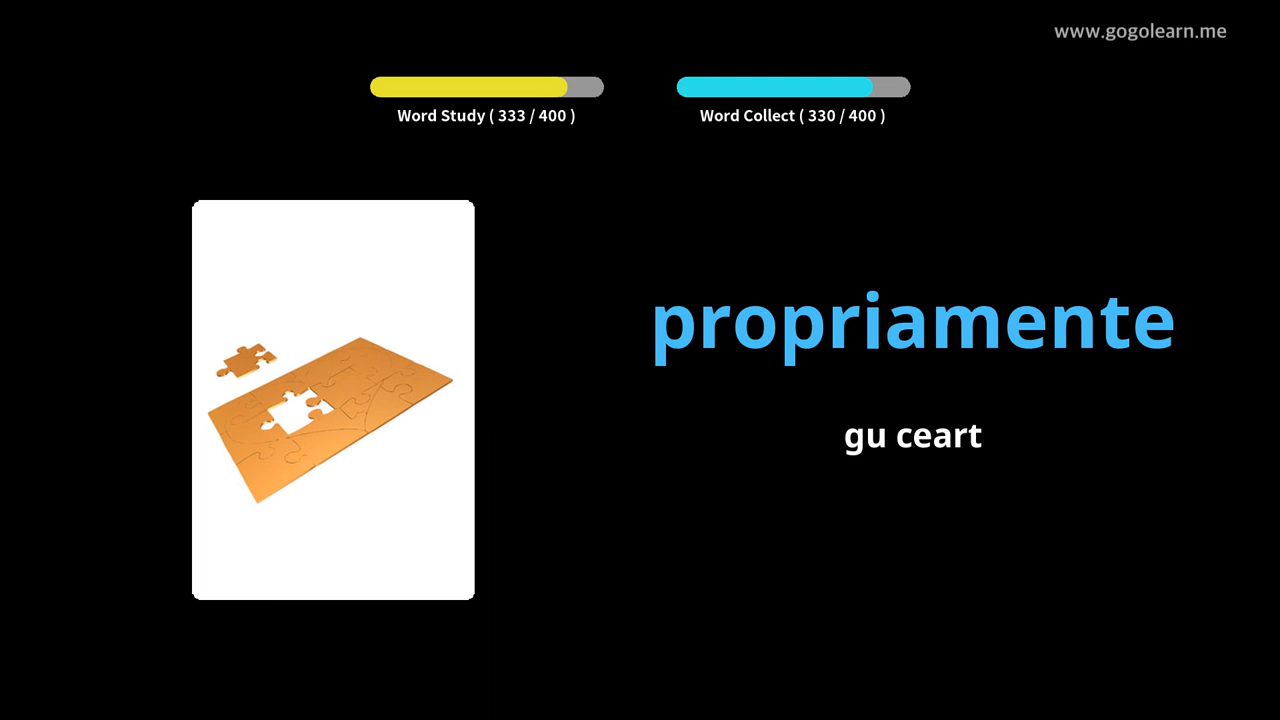 www.gogolearn.me
Word Study ( 333 / 400 )
Word Collect ( 330 / 400 )
propriamente
gu ceart